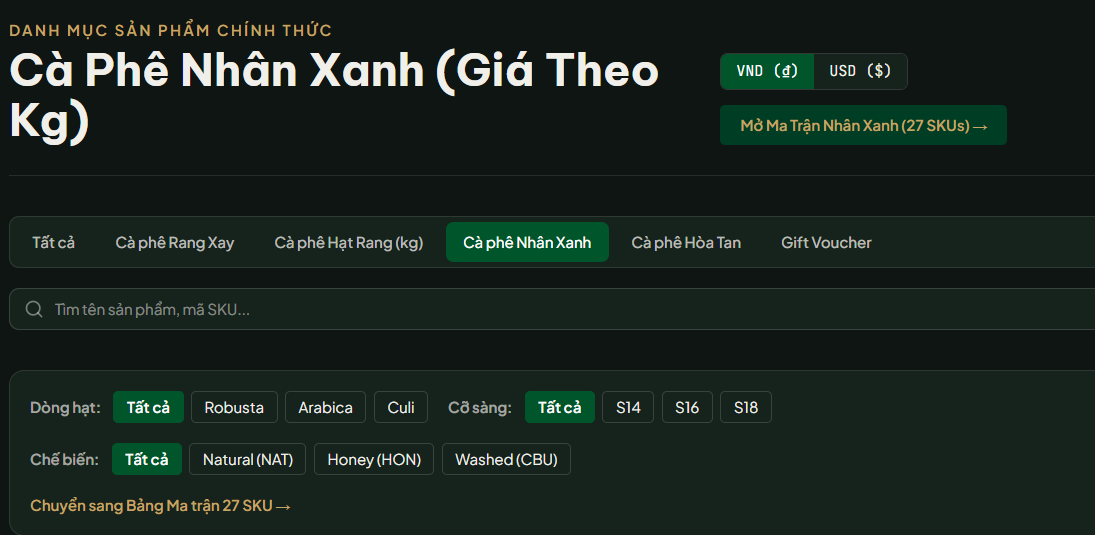 DANH MỤC SẢN PHẨM CHÍNH THỨC
Cà Phê Nhân Xanh (Giá Theo
Kg)
VND (₫) USD ($)
Mở Ma Trận Nhân Xanh (27 SKUs) →
Tất cả Cà phê Rang Xay Cà phê Hạt Rang (kg) Cà phê Nhân Xanh Cà phê Hòa Tan Gift Voucher
Tìm tên sản phẩm, mã SKU...
Dòng hạt: Tất cả Robusta Arabica Culi Cỡ sàng: Tất cả S14 S16 S18
Chế biến: Tất cả Natural (NAT) Honey (HON) Washed (CBU)
Chuyển sang Bảng Ma trận 27 SKU →